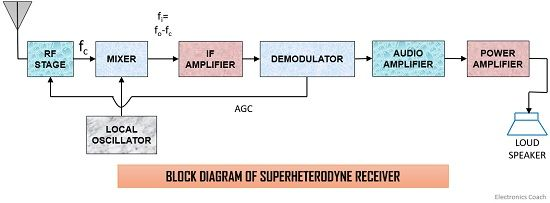 RF
STAGE
fc
MIXER
fi=
fo-fc
IF
AMPLIFIER
DEMODULATOR
AUDIO
AMPLIFIER
POWER
AMPLIFIER
AGC
LOCAL
OSCILLATOR
LOUD
SPEAKER
BLOCK DIAGRAM OF SUPERHETERODYNE RECEIVER
Electronics Coach